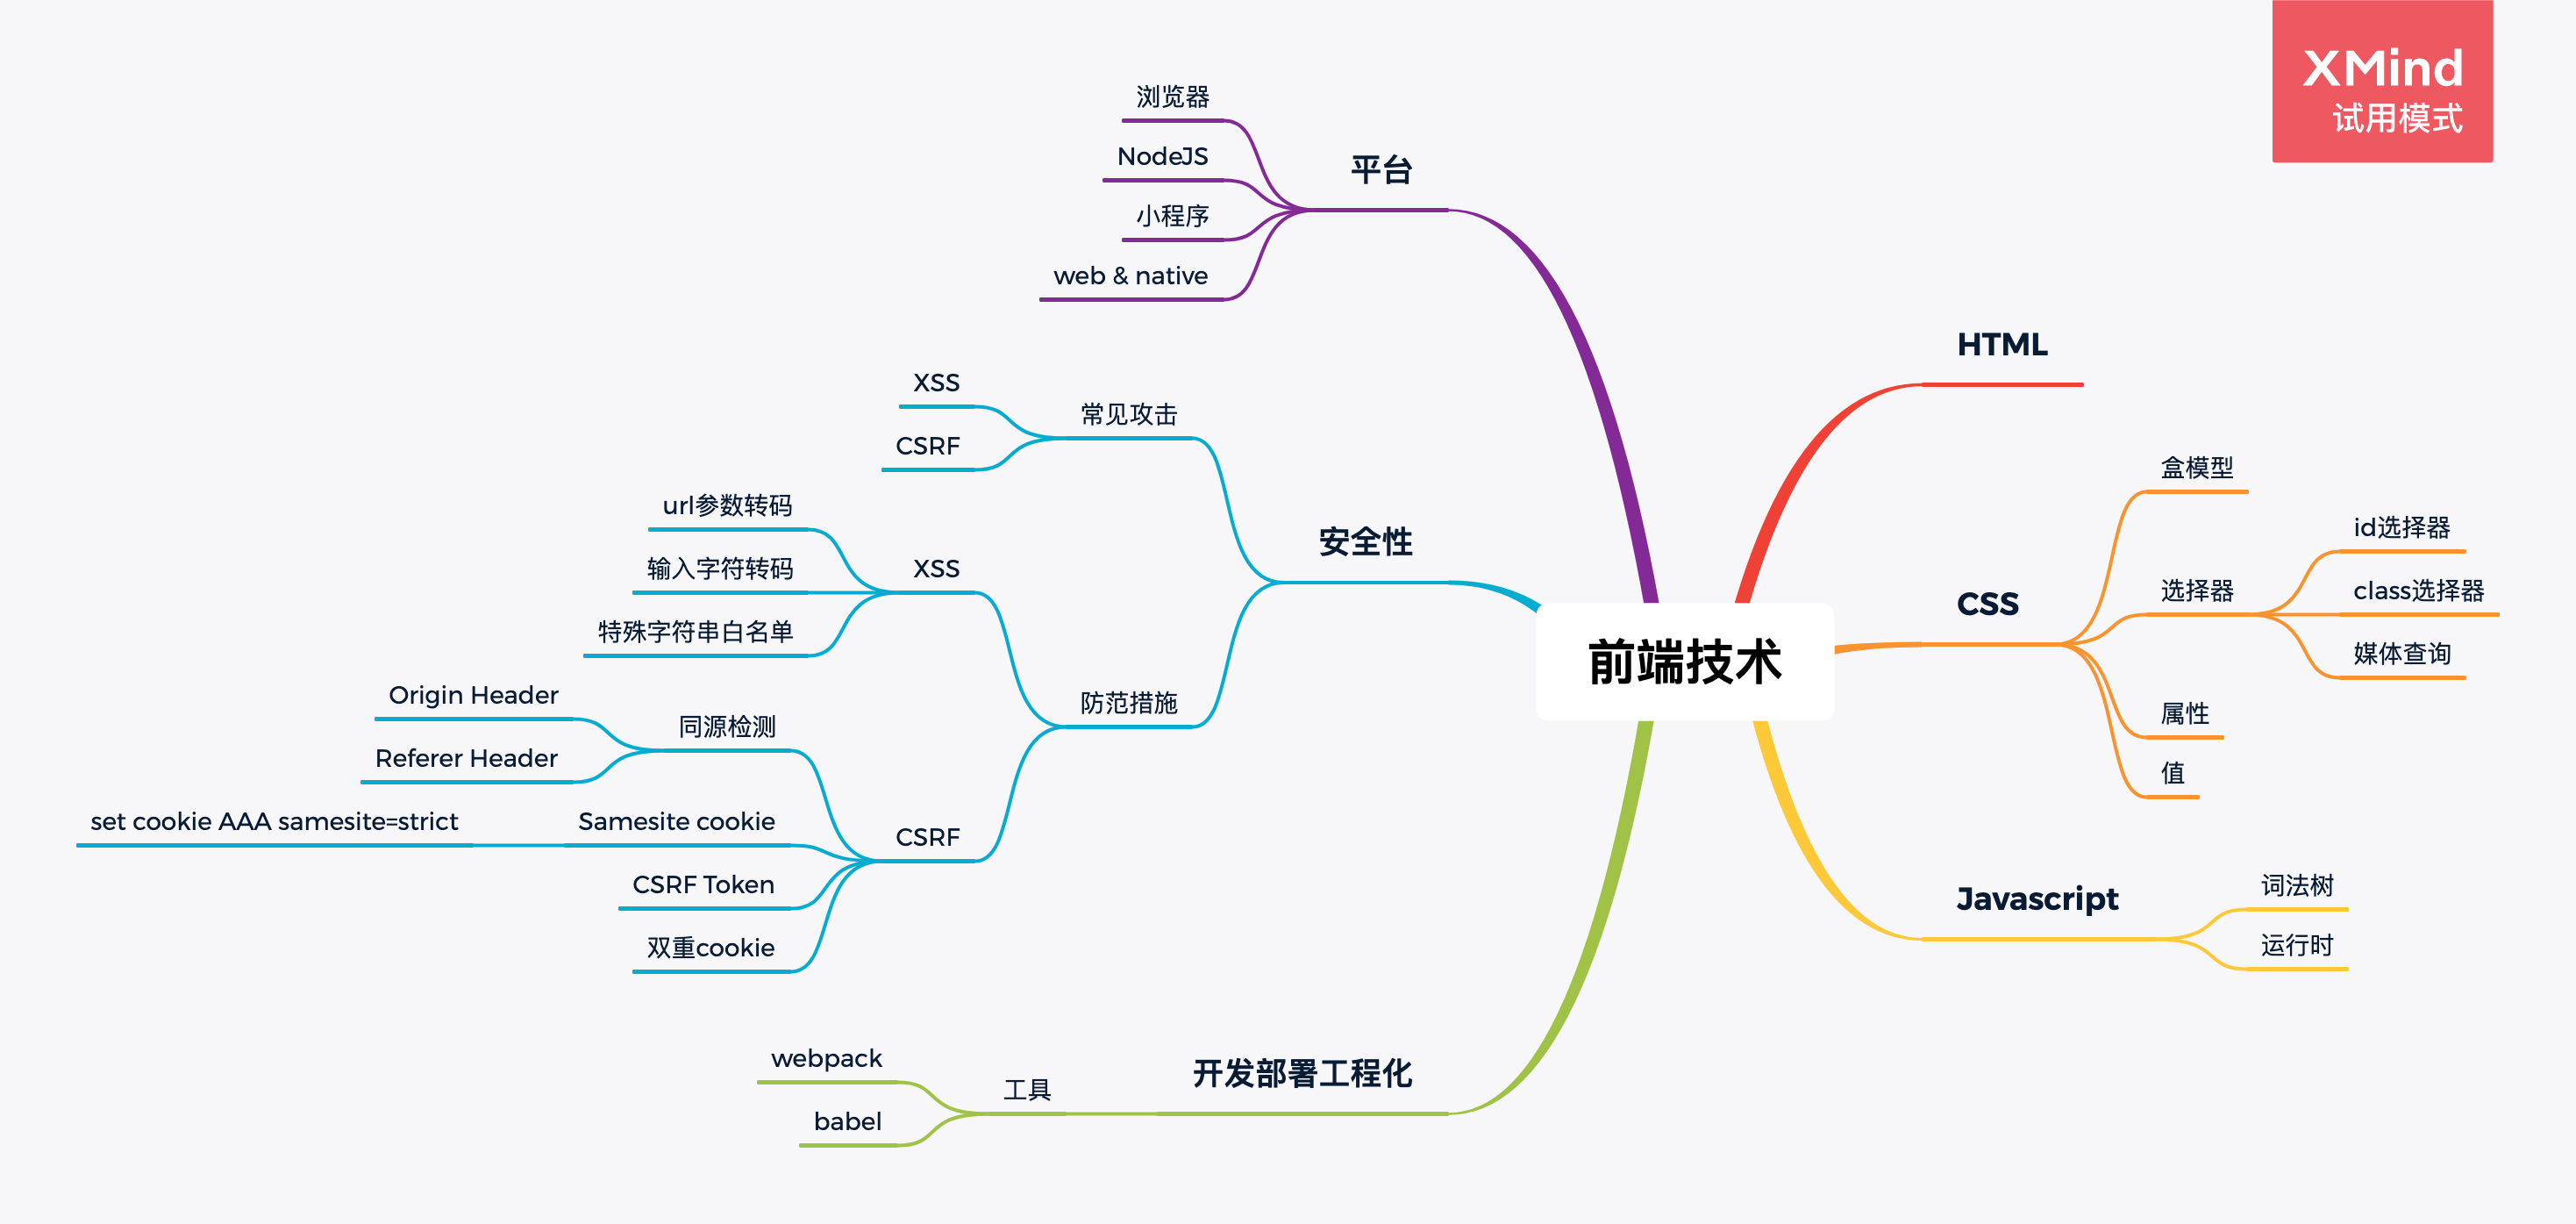 XMind
试用模式
前端技术
HTML
CSS
盒模型
选择器
id选择器
class选择器
媒体查询
属性
值
Javascript
词法树
运行时
平台
浏览器
NodeJS
小程序
web & native
安全性
常见攻击
XSS
CSRF
防范措施
XSS
url参数转码
输入字符转码
特殊字符串白名单
CSRF
同源检测
Origin Header
Referer Header
Samesite cookie
set cookie AAA samesite=strict
CSRF Token
双重cookie
开发部署工程化
工具
webpack
babel